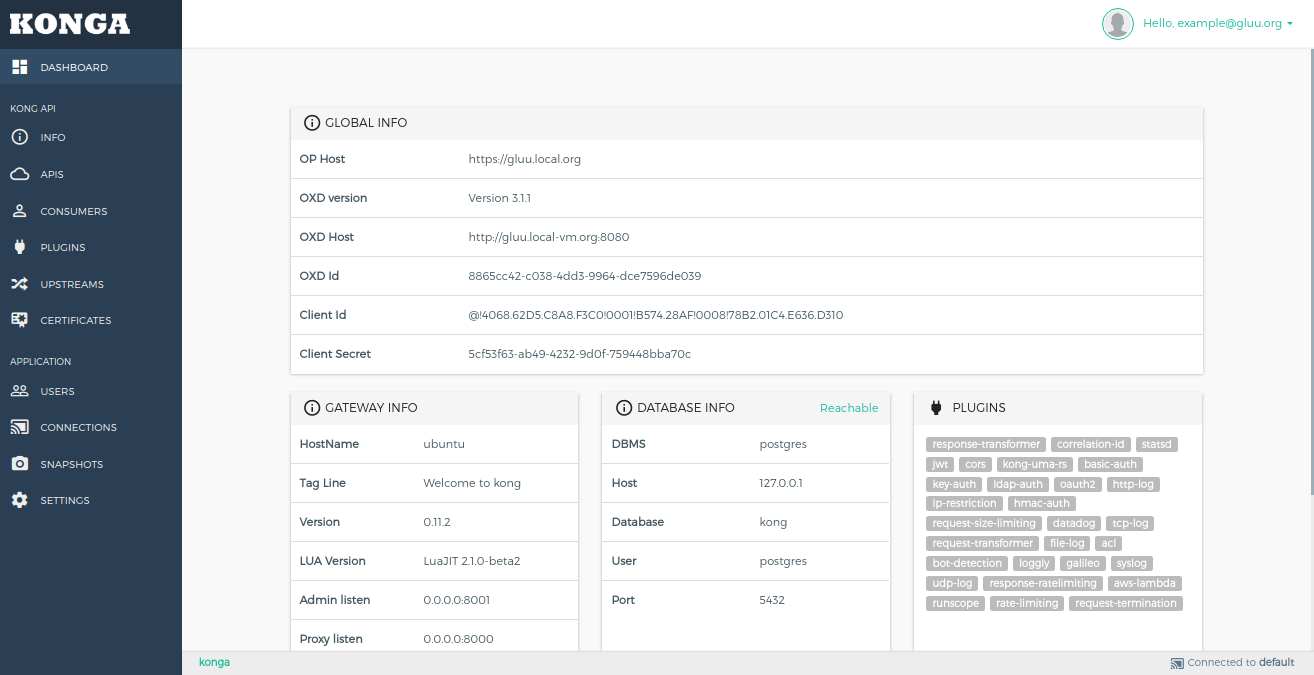 KONGA
Hello, example@gluu.org
DASHBOARD
KONG API
INFO
APIS
CONSUMERS
PLUGINS
UPSTREAMS
CERTIFICATES
APPLICATION
USERS
CONNECTIONS
SNAPSHOTS
SETTINGS
GLOBAL INFO
OP Host https://gluu.local.org
OXD version Version 3.1.1
OXD Host http://gluu.local-vm.org:8080
OXD Id 8865cc42-c038-4dd3-9964-dce7596de039
Client Id @!4068.62D5.C8A8.F3C0!0001!B574.28AF!0008!78B2.01C4.E636.D310
Client Secret 5cf53f63-ab49-4232-9d0f-759448bba70c
GATEWAY INFO
HostName ubuntu
Tag Line Welcome to kong
Version 0.11.2
LUA Version LuaJIT 2.1.0-beta2
Admin listen 0.0.0.0:8001
Proxy listen 0.0.0.0:8000
DATABASE INFO Reachable
DBMS postgres
Host 127.0.0.1
Database kong
User postgres
Port 5432
PLUGINS
response-transformer correlation-id statsd
jwt cors kong-uma-rs basic-auth
key-auth ldap-auth oauth2 http-log
ip-restriction hmac-auth
request-size-limiting datadog tcp-log
request-transformer file-log acl
bot-detection loggly galileo syslog
udp-log response-ratelimiting aws-lambda
runscope rate-limiting request-termination
konga
Connected to default